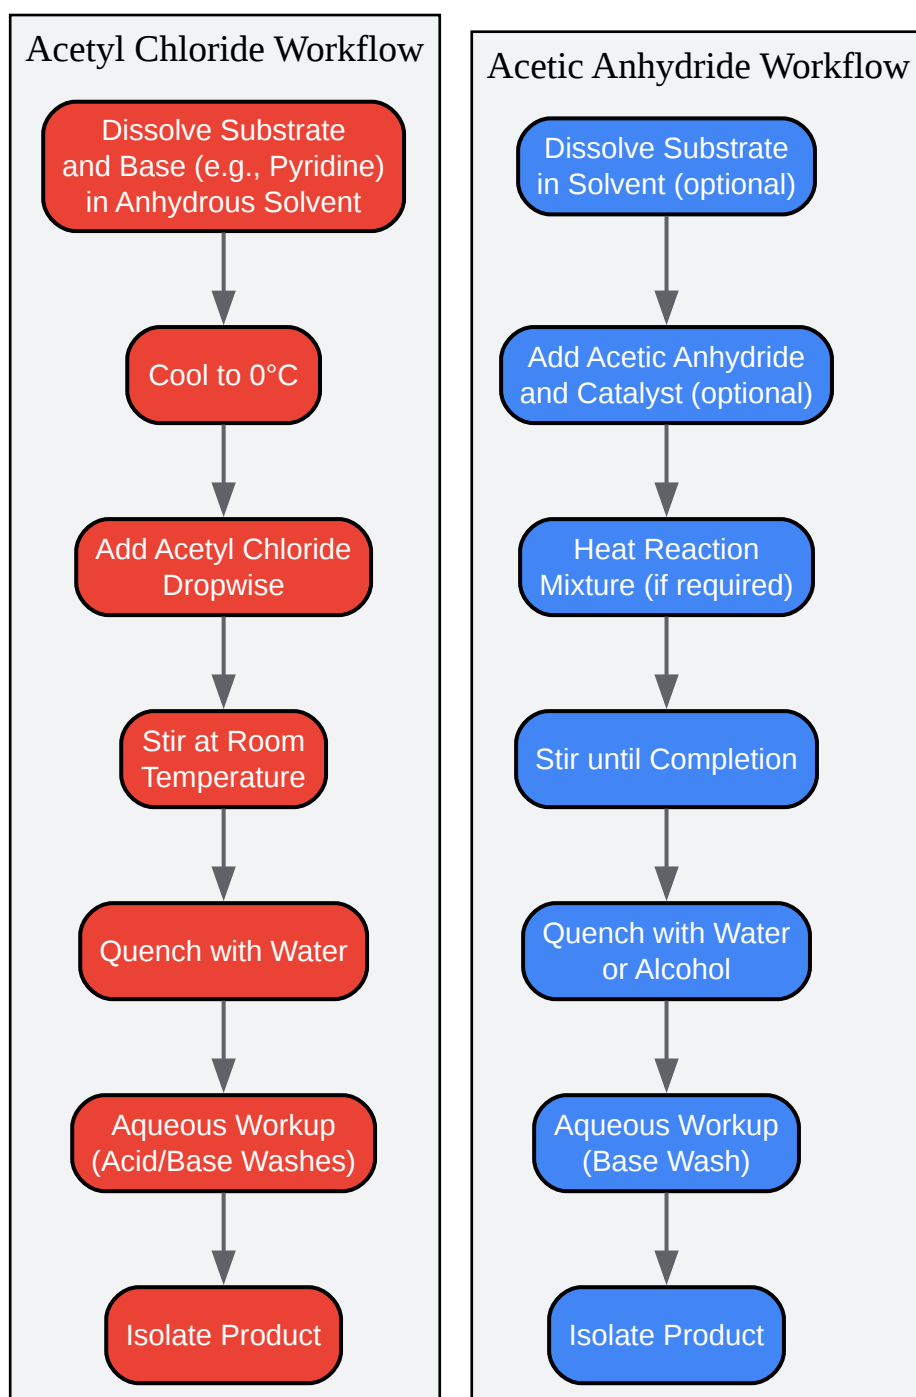 Acetyl Chloride Workflow
Dissolve Substrate
and Base (e.g., Pyridine)
in Anhydrous Solvent
Cool to 0°C
Add Acetyl Chloride
Dropwise
Stir at Room
Temperature
Quench with Water
Aqueous Workup
(Acid/Base Washes)
Isolate Product
Acetic Anhydride Workflow
Dissolve Substrate
in Solvent (optional)
Add Acetic Anhydride
and Catalyst (optional)
Heat Reaction
Mixture (if required)
Stir until Completion
Quench with Water
or Alcohol
Aqueous Workup
(Base Wash)
Isolate Product